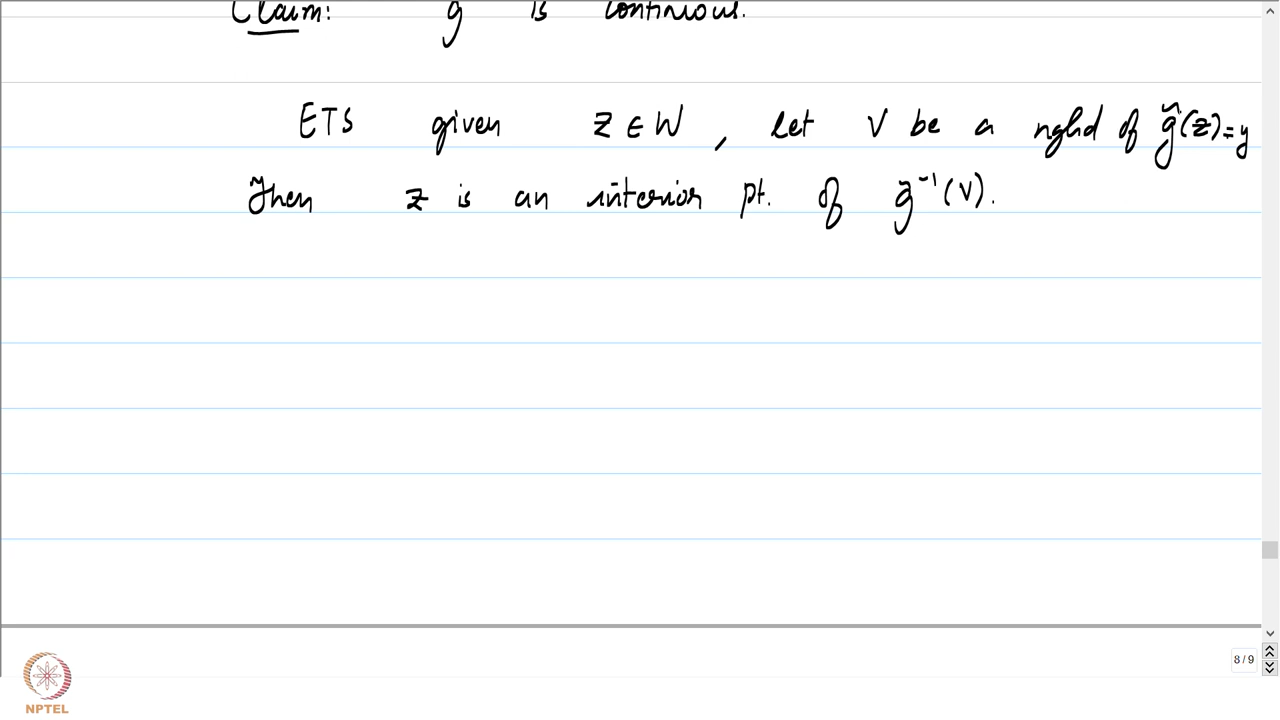 Claim: g̃ is continuous.
ETS given z ∈ W, let V be a nghd of g̃(z) = y
Then z is an interior pt. of g̃⁻¹(V).
8 / 9
NPTEL